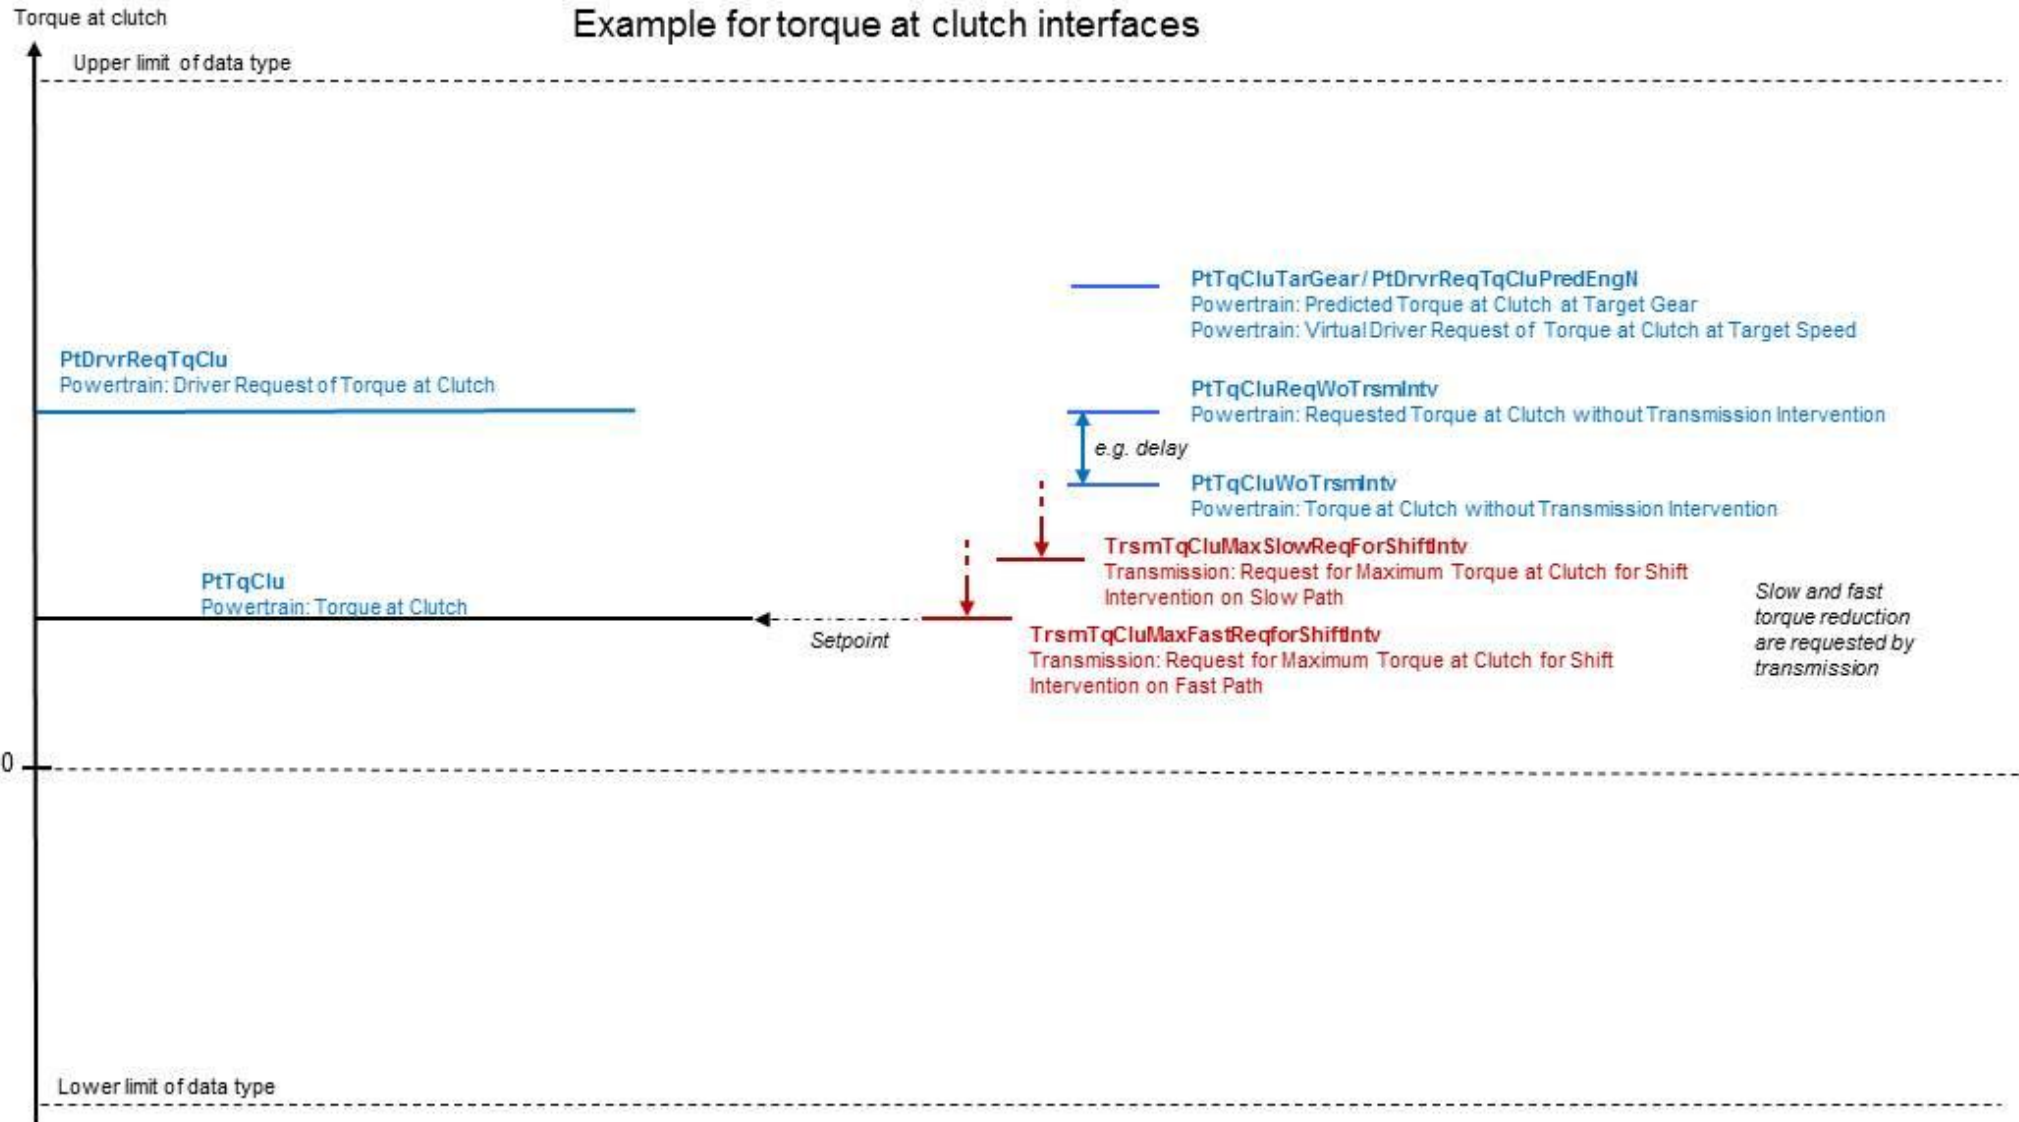 Torque at clutch
Example for torque at clutch interfaces
Upper limit of data type
PtTqCluTarGear / PtDrvrReqTqCluPredEngN
Powertrain: Predicted Torque at Clutch at Target Gear
Powertrain: Virtual Driver Request of Torque at Clutch at Target Speed
PtDrvrReqTqClu
Powertrain: Driver Request of Torque at Clutch
PtTqCluReqWoTrsmIntv
Powertrain: Requested Torque at Clutch without Transmission Intervention
e.g. delay
PtTqCluWoTrsmIntv
Powertrain: Torque at Clutch without Transmission Intervention
TrsmTqCluMaxSlowReqForShiftIntv
Transmission: Request for Maximum Torque at Clutch for Shift
Intervention on Slow Path
PtTqClu
Powertrain: Torque at Clutch
Setpoint
TrsmTqCluMaxFastReqforShiftIntv
Transmission: Request for Maximum Torque at Clutch for Shift
Intervention on Fast Path
Slow and fast
torque reduction
are requested by
transmission
0
Lower limit of data type